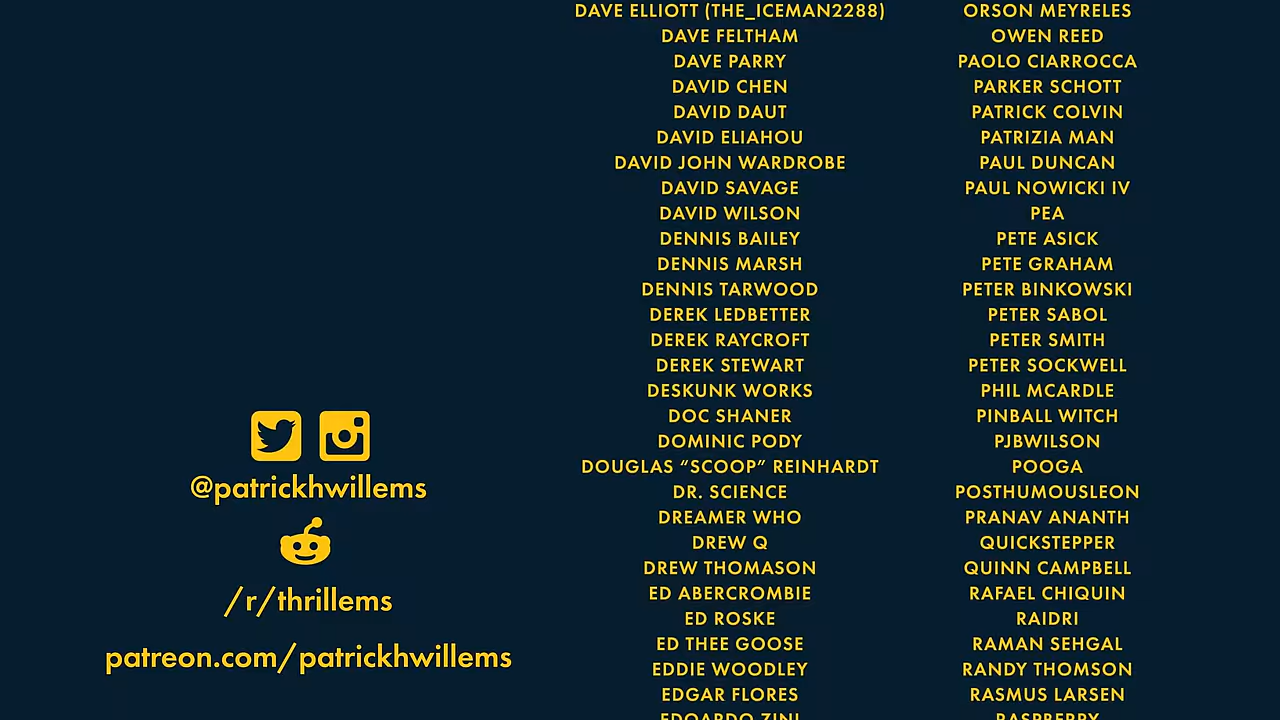 @patrickhwillems
/r/thrillems
patreon.com/patrickhwillems
DAVE ELLIOTT (THE_ICEMAN2288)
DAVE FELTHAM
DAVE PARRY
DAVID CHEN
DAVID DAUT
DAVID ELIAHOU
DAVID JOHN WARDROBE
DAVID SAVAGE
DAVID WILSON
DENNIS BAILEY
DENNIS MARSH
DENNIS TARWOOD
DEREK LEDBETTER
DEREK RAYCROFT
DEREK STEWART
DESKUNK WORKS
DOC SHANER
DOMINIC PODY
DOUGLAS “SCOOP” REINHARDT
DR. SCIENCE
DREAMER WHO
DREW Q
DREW THOMASON
ED ABERCROMBIE
ED ROSKE
ED THEE GOOSE
EDDIE WOODLEY
EDGAR FLORES
EDOARDO ZINI
ORSON MEYRELES
OWEN REED
PAOLO CIARROCCA
PARKER SCHOTT
PATRICK COLVIN
PATRIZIA MAN
PAUL DUNCAN
PAUL NOWICKI IV
PEA
PETE ASICK
PETE GRAHAM
PETER BINKOWSKI
PETER SABOL
PETER SMITH
PETER SOCKWELL
PHIL MCARDLE
PINBALL WITCH
PJBWILSON
POOGA
POSTHUMOUSLEON
PRANAV ANANTH
QUICKSTEPPER
QUINN CAMPBELL
RAFAEL CHIQUIN
RAIDRI
RAMAN SEHGAL
RANDY THOMSON
RASMUS LARSEN
RASPBERRY